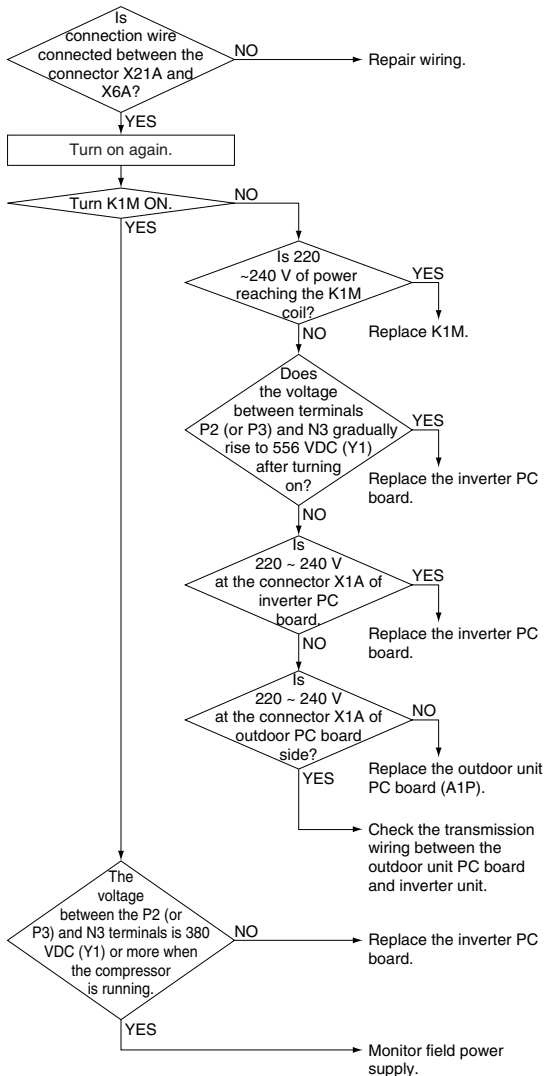 Is
connection wire
connected between the
connector X21A and
X6A?
NO
Repair wiring.
YES
Turn on again.
Turn K1M ON.
NO
YES
Is 220
~240 V of power
reaching the K1M
coil?
YES
Replace K1M.
NO
Does
the voltage
between terminals
P2 (or P3) and N3 gradually
rise to 556 VDC (Y1)
after turning
on?
YES
Replace the inverter PC
board.
NO
Is
220 ~ 240 V
at the connector X1A of
inverter PC
board.
YES
Replace the inverter PC
board.
NO
Is
220 ~ 240 V
at the connector X1A of
outdoor PC board
side?
NO
Replace the outdoor unit
PC board (A1P).
YES
Check the transmission
wiring between the
outdoor unit PC board
and inverter unit.
The
voltage
between the P2 (or
P3) and N3 terminals is 380
VDC (Y1) or more when
the compressor
is running.
NO
Replace the inverter PC
board.
YES
Monitor field power
supply.